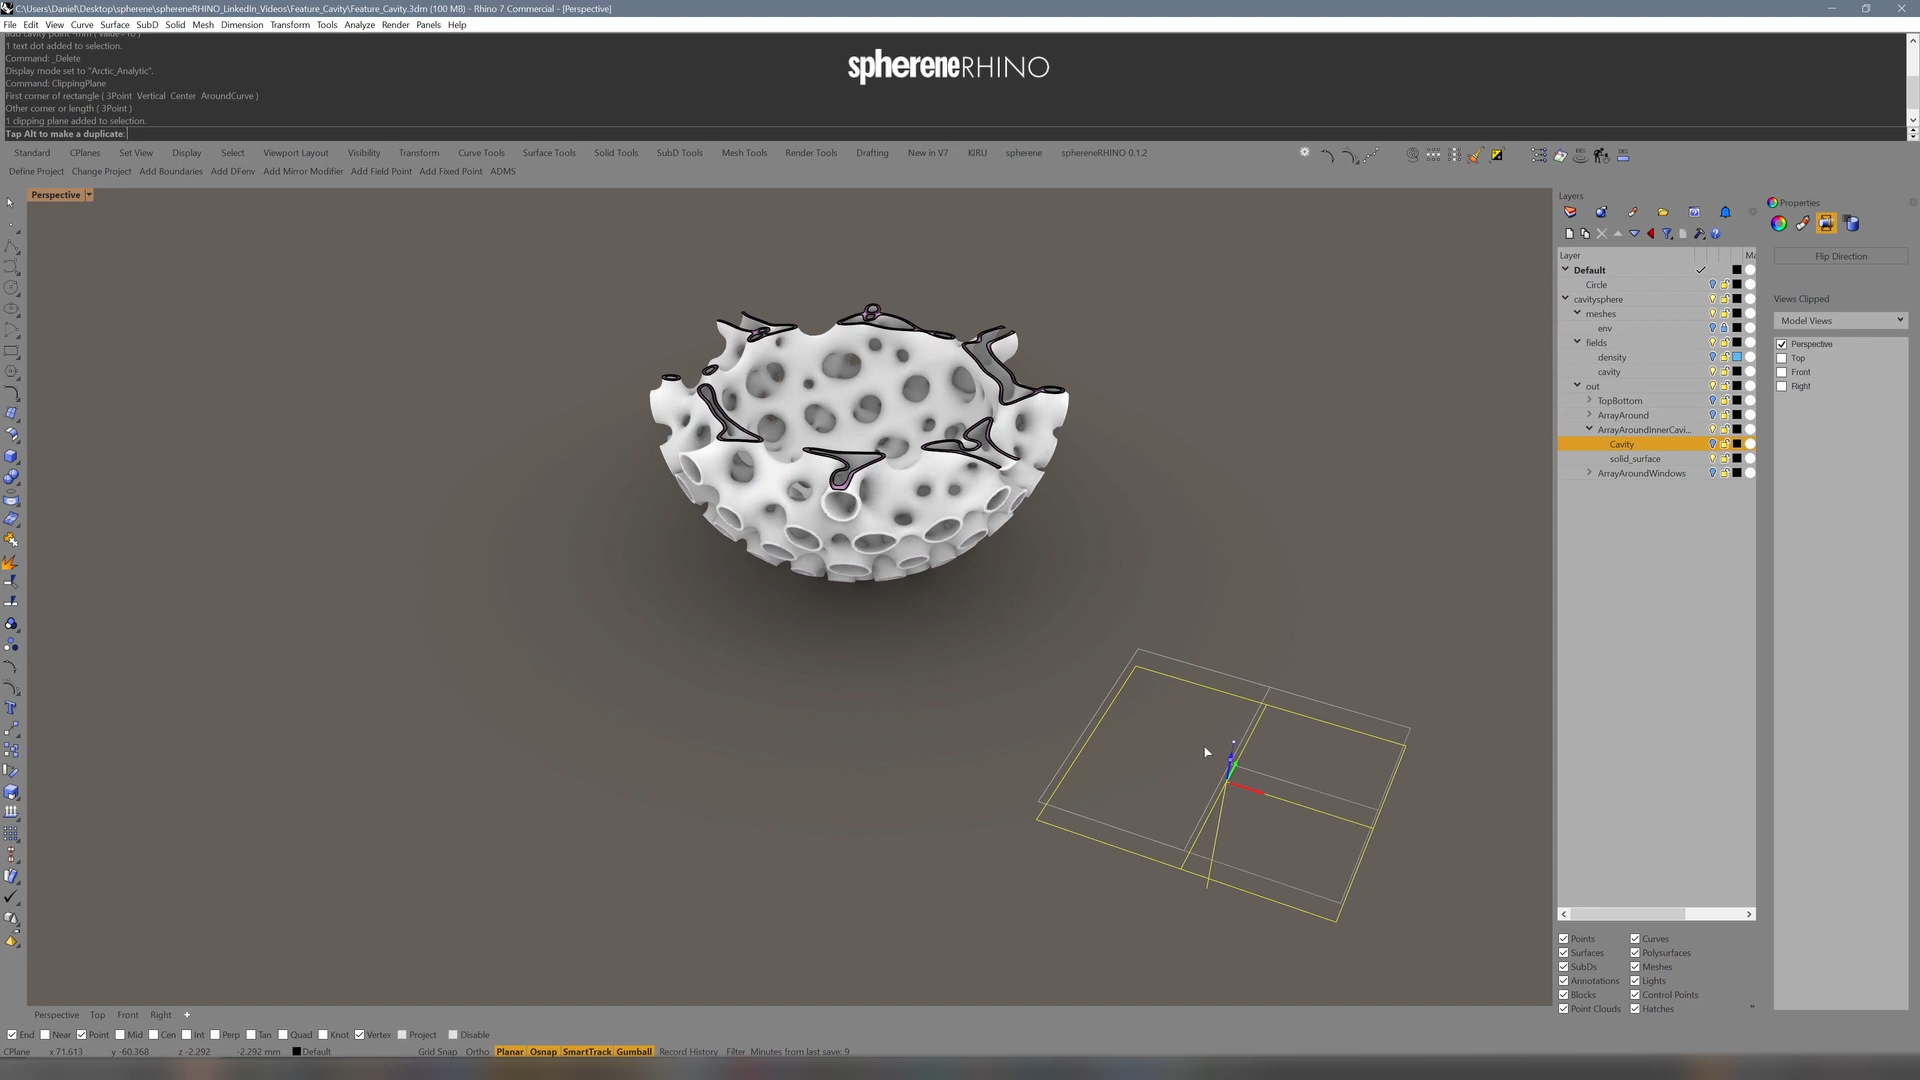 C:\Users\Daniel\Desktop\spherene\sphereneRHINO_LinkedIn_Videos\Feature_Cavity\Feature_Cavity.3dm (100 MB) - Rhino 7 Commercial - [Perspective]
File Edit View Curve Surface SubD Solid Mesh Dimension Transform Tools Analyze Render Panels Help
1 text dot added to selection.
Command: _Delete
Display mode set to "Arctic_Analytic".
Command: ClippingPlane
First corner of rectangle ( 3Point Vertical Center AroundCurve )
Other corner or length ( 3Point )
1 clipping plane added to selection.
Tap Alt to make a duplicate:
sphereneRHINO
Standard CPlanes Set View Display Select Viewport Layout Visibility Transform Curve Tools Surface Tools Solid Tools SubD Tools Mesh Tools Render Tools Drafting New in V7 KIRU spherene sphereneRHINO 0.1.2
Define Project Change Project Add Boundaries Add DFenv Add Mirror Modifier Add Field Point Add Fixed Point ADMS
Perspective
Layers
Layer
Default
Circle
cavitysphere
meshes
env
fields
density
cavity
out
TopBottom
ArrayAround
ArrayAroundInnerCavi...
Cavity
solid_surface
ArrayAroundWindows
Properties
Flip Direction
Views Clipped
Model Views
Perspective
Top
Front
Right
Points Curves
Surfaces Polysurfaces
SubDs Meshes
Annotations Lights
Blocks Control Points
Point Clouds Hatches
Perspective Top Front Right
End Near Point Mid Cen Int Perp Tan Quad Knot Vertex Project Disable
CPlane x 71.613 y -60.368 z -2.292 -2.292 mm Default Grid Snap Ortho Planar Osnap SmartTrack Gumball Record History Filter Minutes from last save: 9